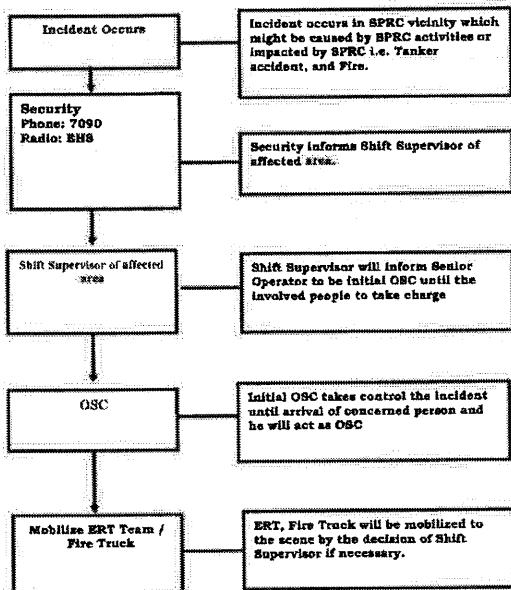 Incident Occurs
Incident occurs in SPRC vicinity which
might be caused by SPRC activities or
impacted by SPRC i.e. Tanker
accident, and Fire.
Security
Phone: 7090
Radio: EHS
Security informs Shift Supervisor of
affected area.
Shift Supervisor of affected
area
Shift Supervisor will inform Senior
Operator to be initial OSC until the
involved people to take charge
OSC
Initial OSC takes control the incident
until arrival of concerned person and
he will act as OSC
Mobilize ERT Team /
Fire Truck
ERT, Fire Truck will be mobilized to
the scene by the decision of Shift
Supervisor if necessary.